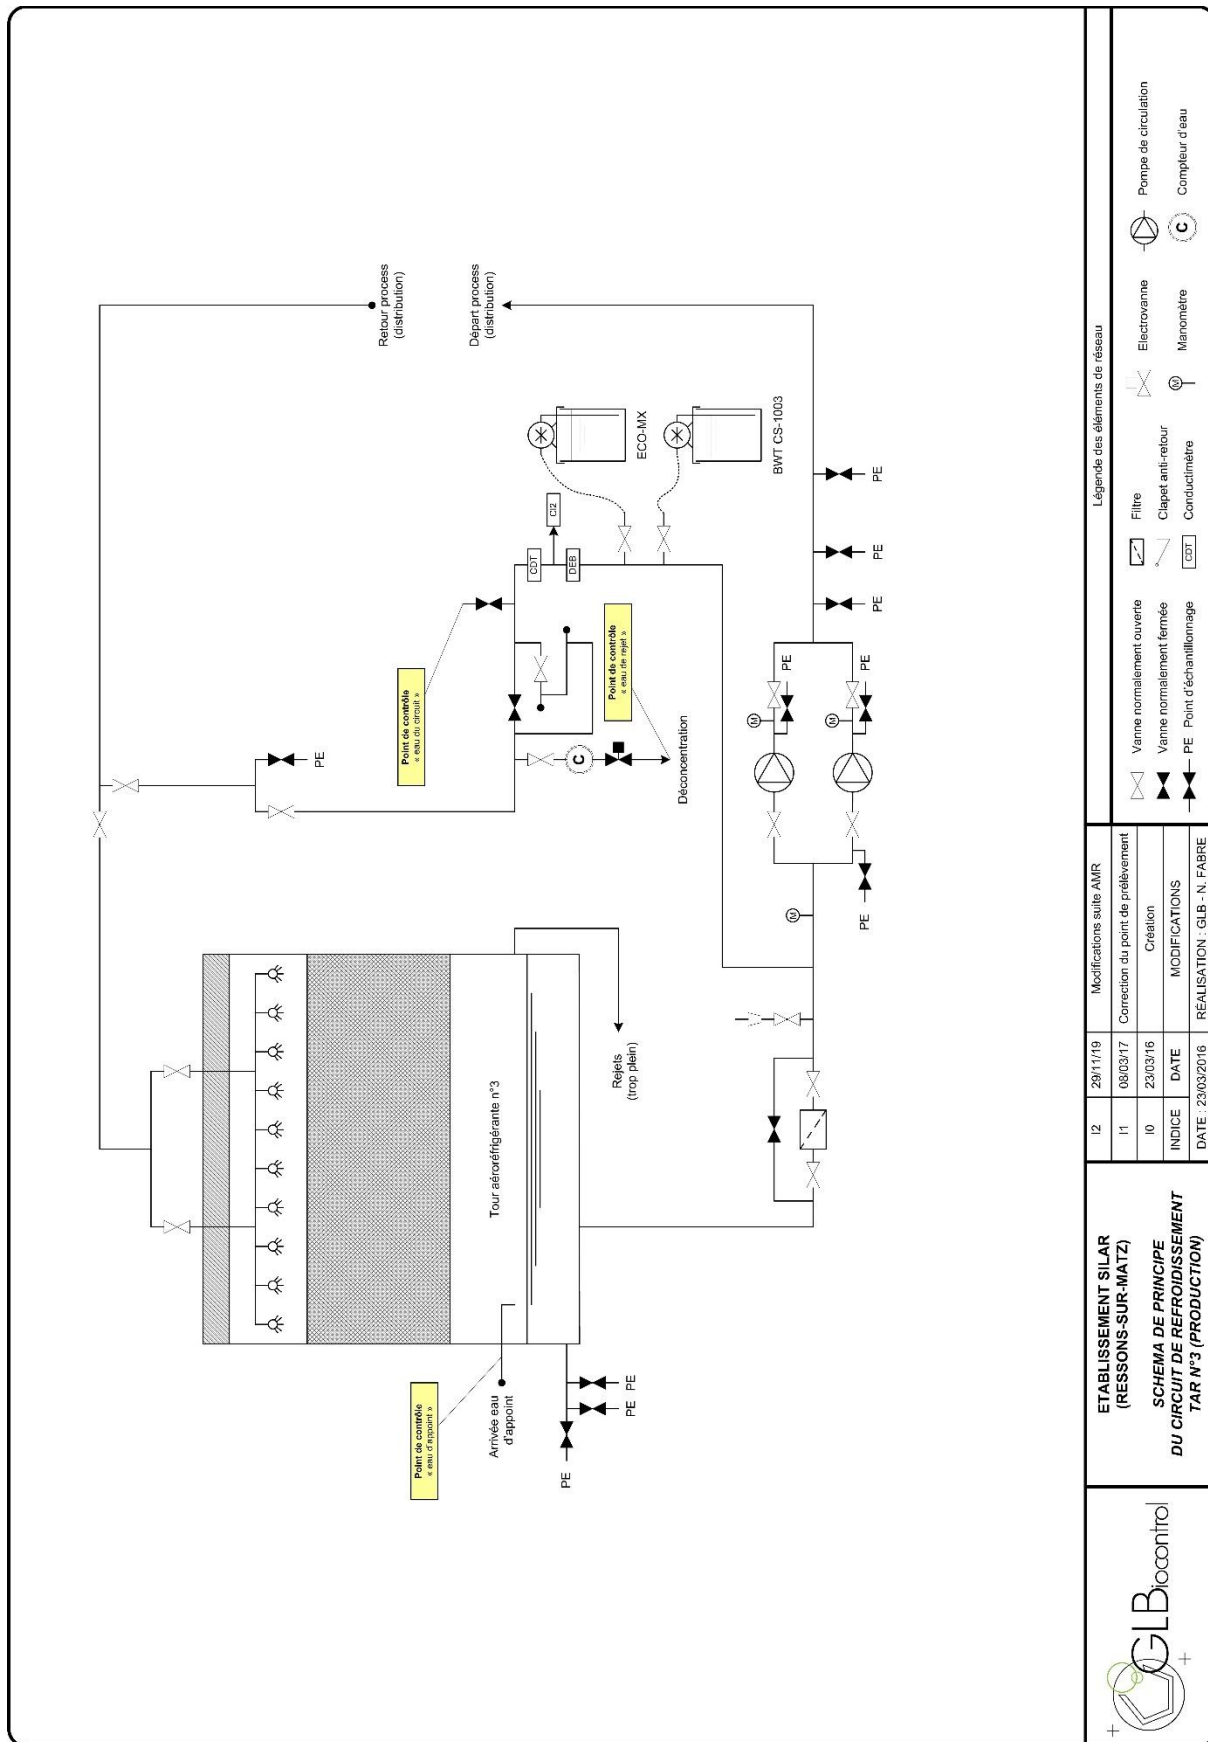 Retour process
(distribution)
Départ process
(distribution)
PE
Point de contrôle
« eau du circuit »
CDT
Cl2
DEB
ECO-MX
BWT CS-1003
C
Point de contrôle
« eau de rejet »
Déconcentration
Tour aéroréfrigérante n°3
Rejets
(trop plein)
Point de contrôle
« eau d'appoint »
Arrivée eau
d'appoint
PE
PE
PE
M
PE
M
PE
M
PE
PE
PE
PE
GLBiocontrol
ETABLISSEMENT SILAR
(RESSONS-SUR-MATZ)
SCHEMA DE PRINCIPE
DU CIRCUIT DE REFROIDISSEMENT
TAR N°3 (PRODUCTION)
I2 29/11/19 Modifications suite AMR
I1 08/03/17 Correction du point de prélèvement
I0 23/03/16 Création
INDICE DATE MODIFICATIONS
DATE : 23/03/2016 RÉALISATION : GLB - N. FABRE
Légende des éléments de réseau
Vanne normalement ouverte
Filtre
Electrovanne
Pompe de circulation
Vanne normalement fermée
Clapet anti-retour
M Manomètre
C Compteur d'eau
PE Point d'échantillonnage
CDT Conductimètre